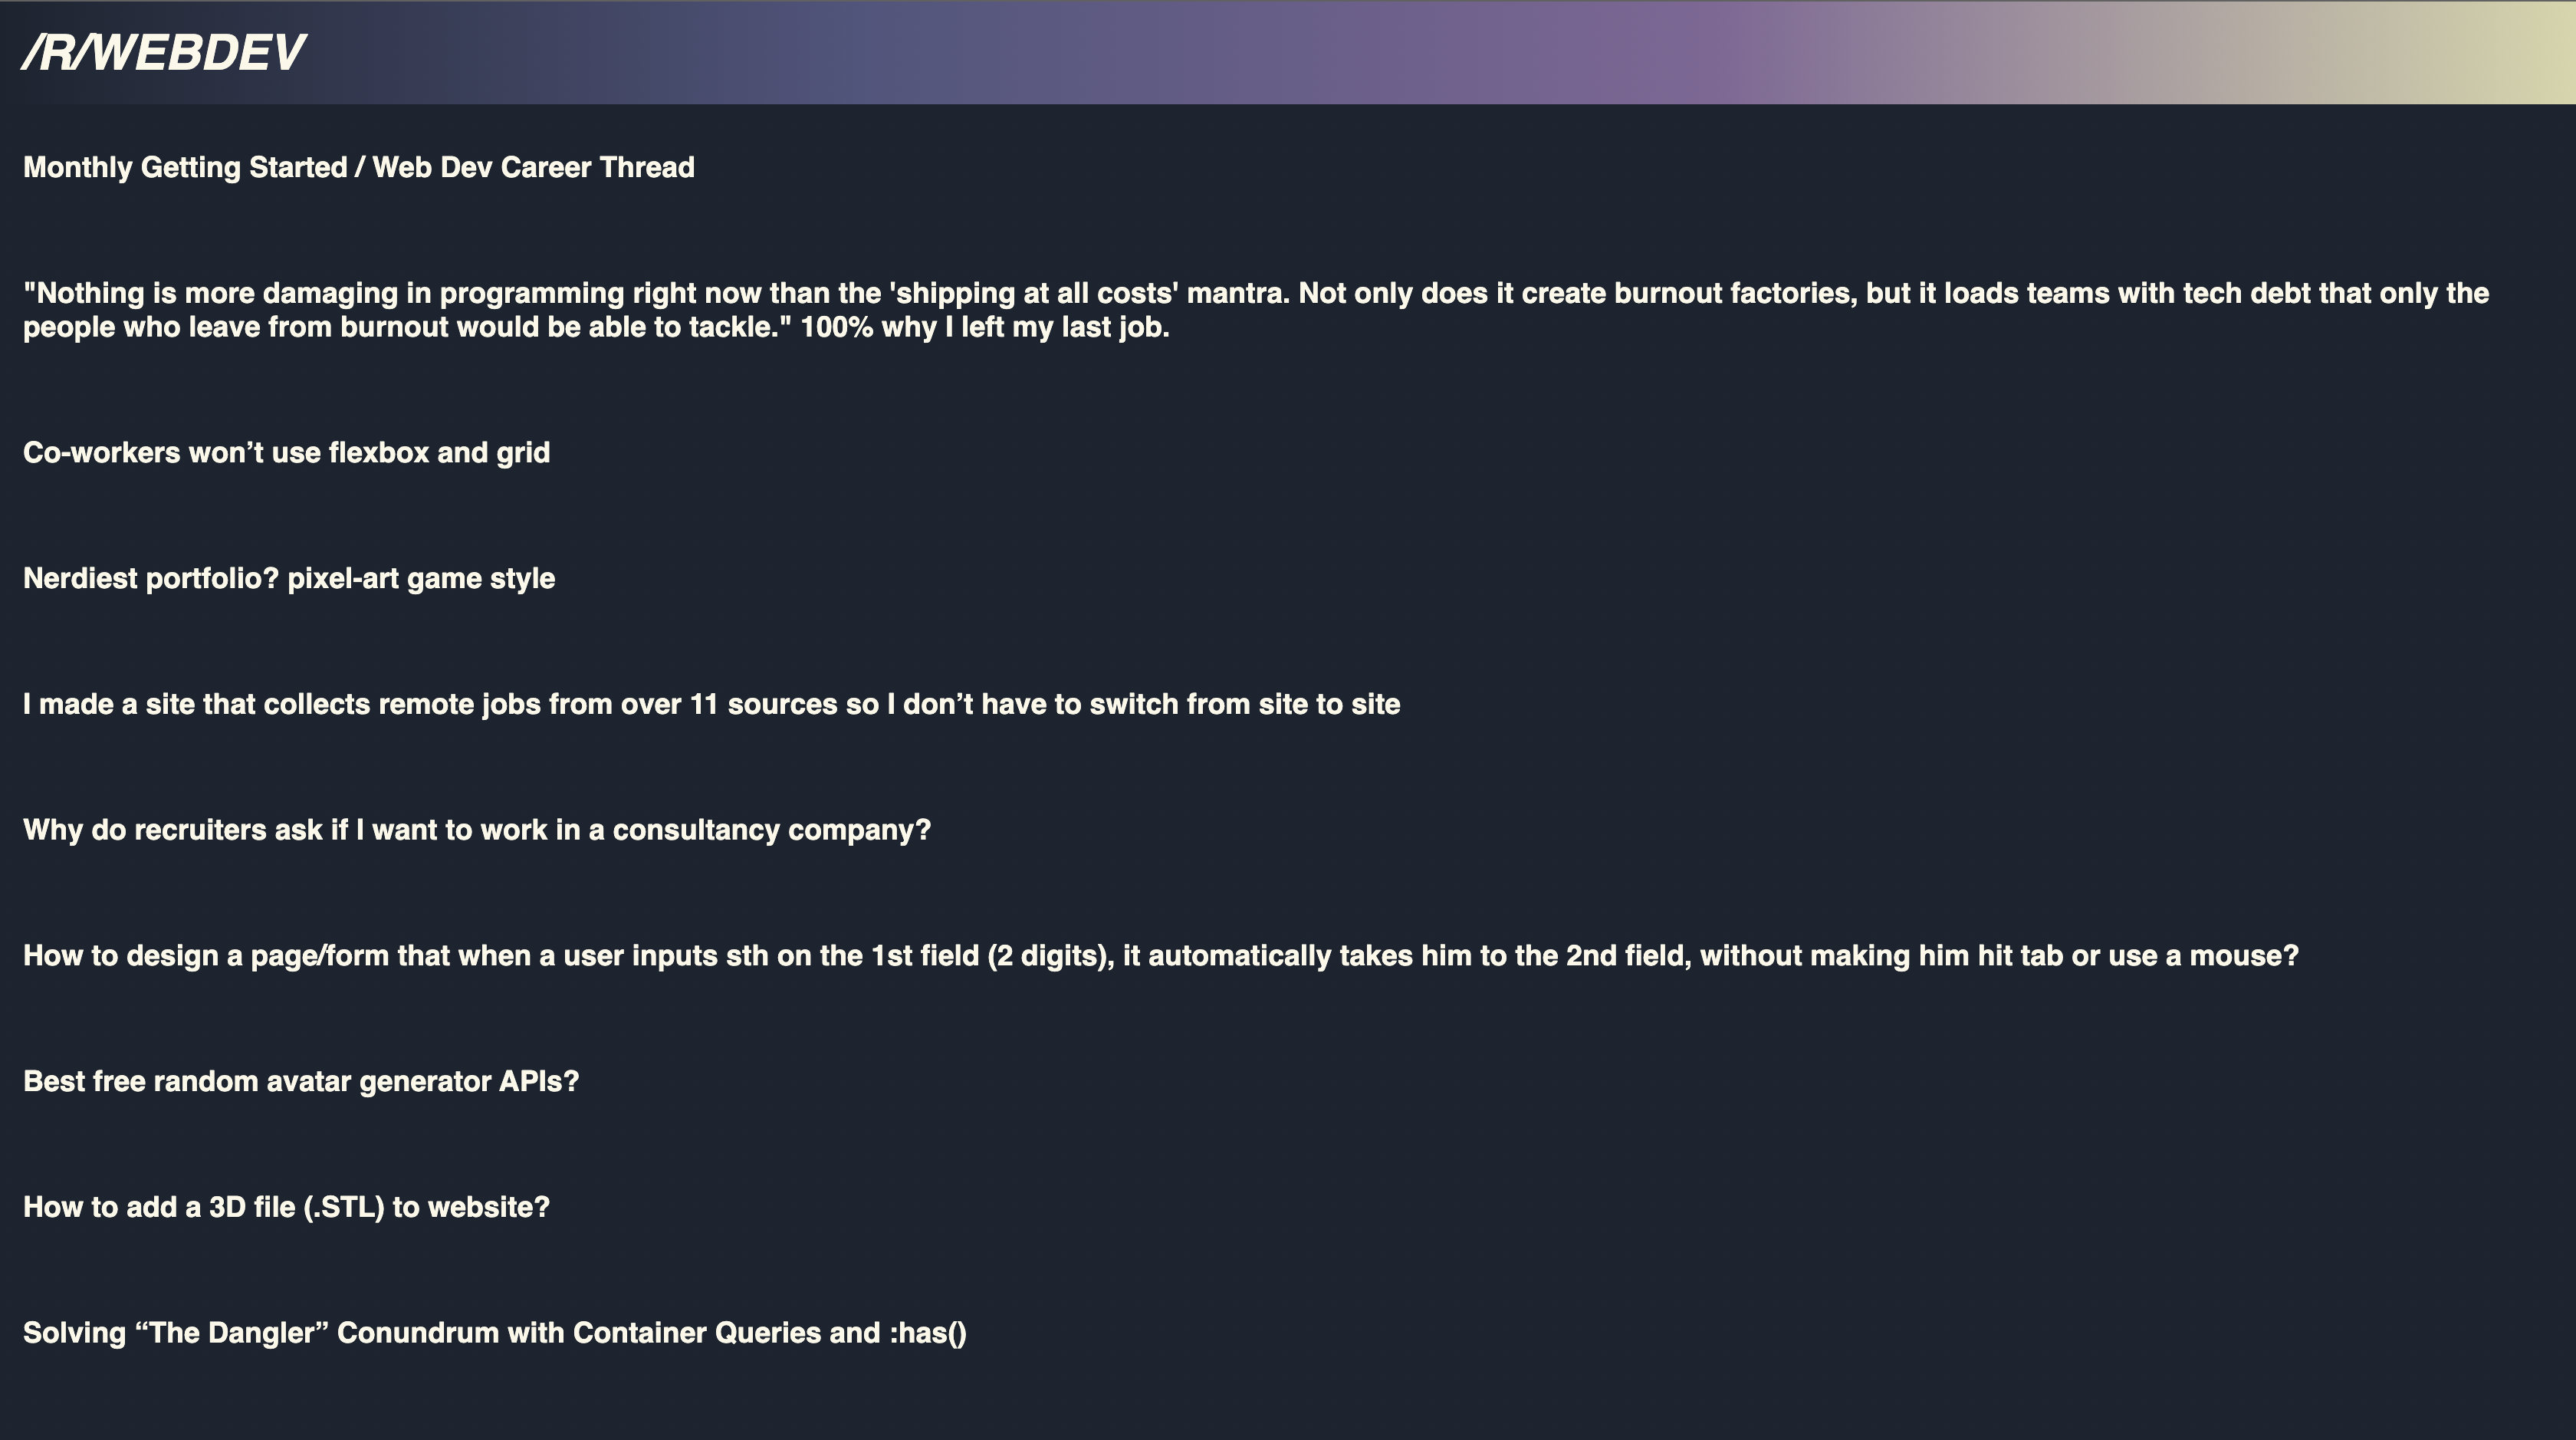 /R/WEBDEV
Monthly Getting Started / Web Dev Career Thread
"Nothing is more damaging in programming right now than the 'shipping at all costs' mantra. Not only does it create burnout factories, but it loads teams with tech debt that only the
people who leave from burnout would be able to tackle." 100% why I left my last job.
Co-workers won’t use flexbox and grid
Nerdiest portfolio? pixel-art game style
I made a site that collects remote jobs from over 11 sources so I don’t have to switch from site to site
Why do recruiters ask if I want to work in a consultancy company?
How to design a page/form that when a user inputs sth on the 1st field (2 digits), it automatically takes him to the 2nd field, without making him hit tab or use a mouse?
Best free random avatar generator APIs?
How to add a 3D file (.STL) to website?
Solving “The Dangler” Conundrum with Container Queries and :has()